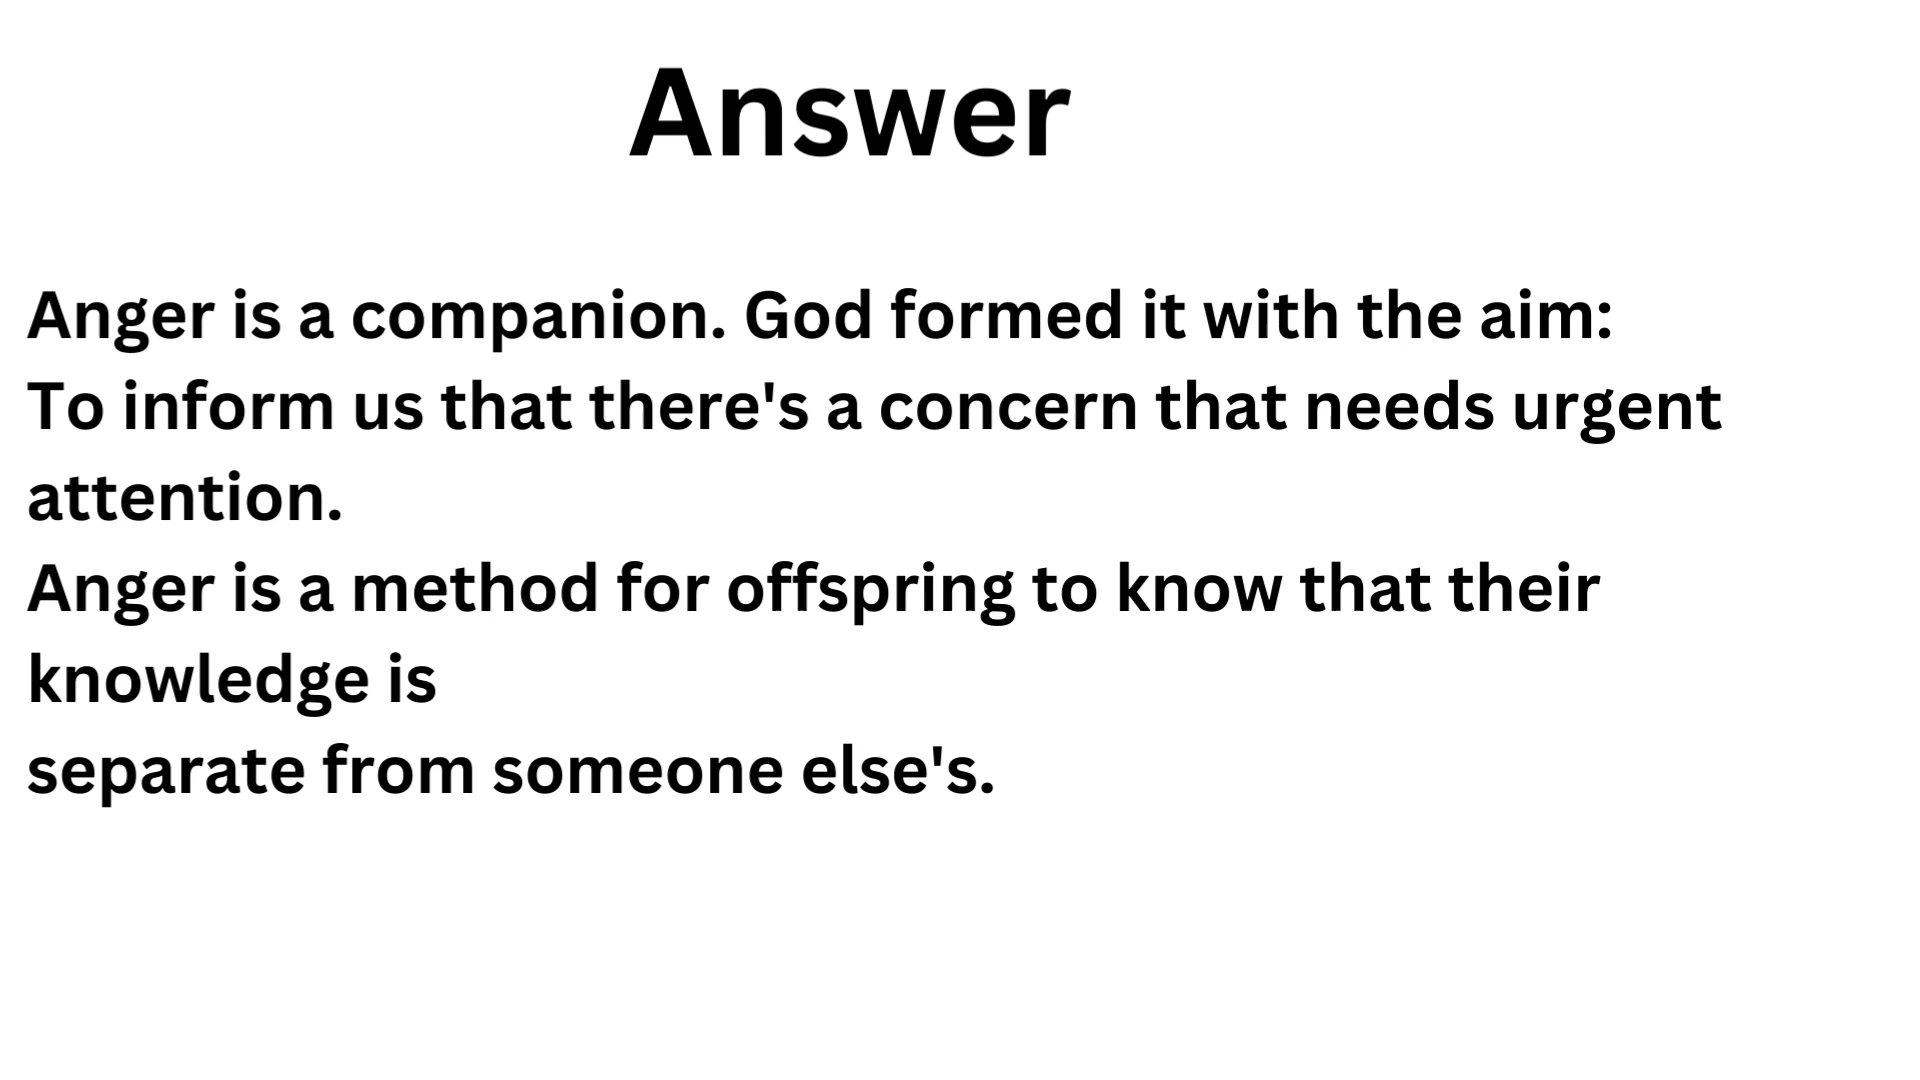 Answer
Anger is a companion. God formed it with the aim:
To inform us that there's a concern that needs urgent
attention.
Anger is a method for offspring to know that their
knowledge is
separate from someone else's.